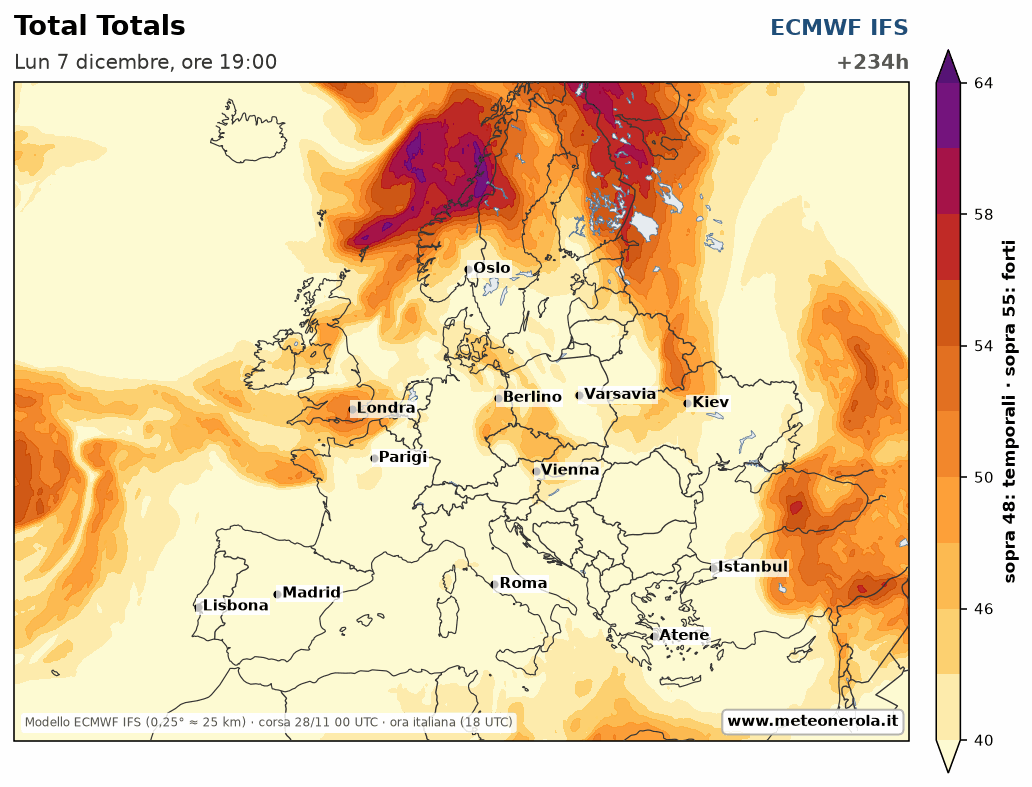 Total Totals
ECMWF IFS
Lun 7 dicembre, ore 19:00
+234h
64
58
54
50
46
40
sopra 48: temporali · sopra 55: forti
Oslo
Berlino
Varsavia
Kiev
Londra
Parigi
Vienna
Istanbul
Roma
Madrid
Lisbona
Atene
Modello ECMWF IFS (0,25° ≈ 25 km) · corsa 28/11 00 UTC · ora italiana (18 UTC)
www.meteonerola.it